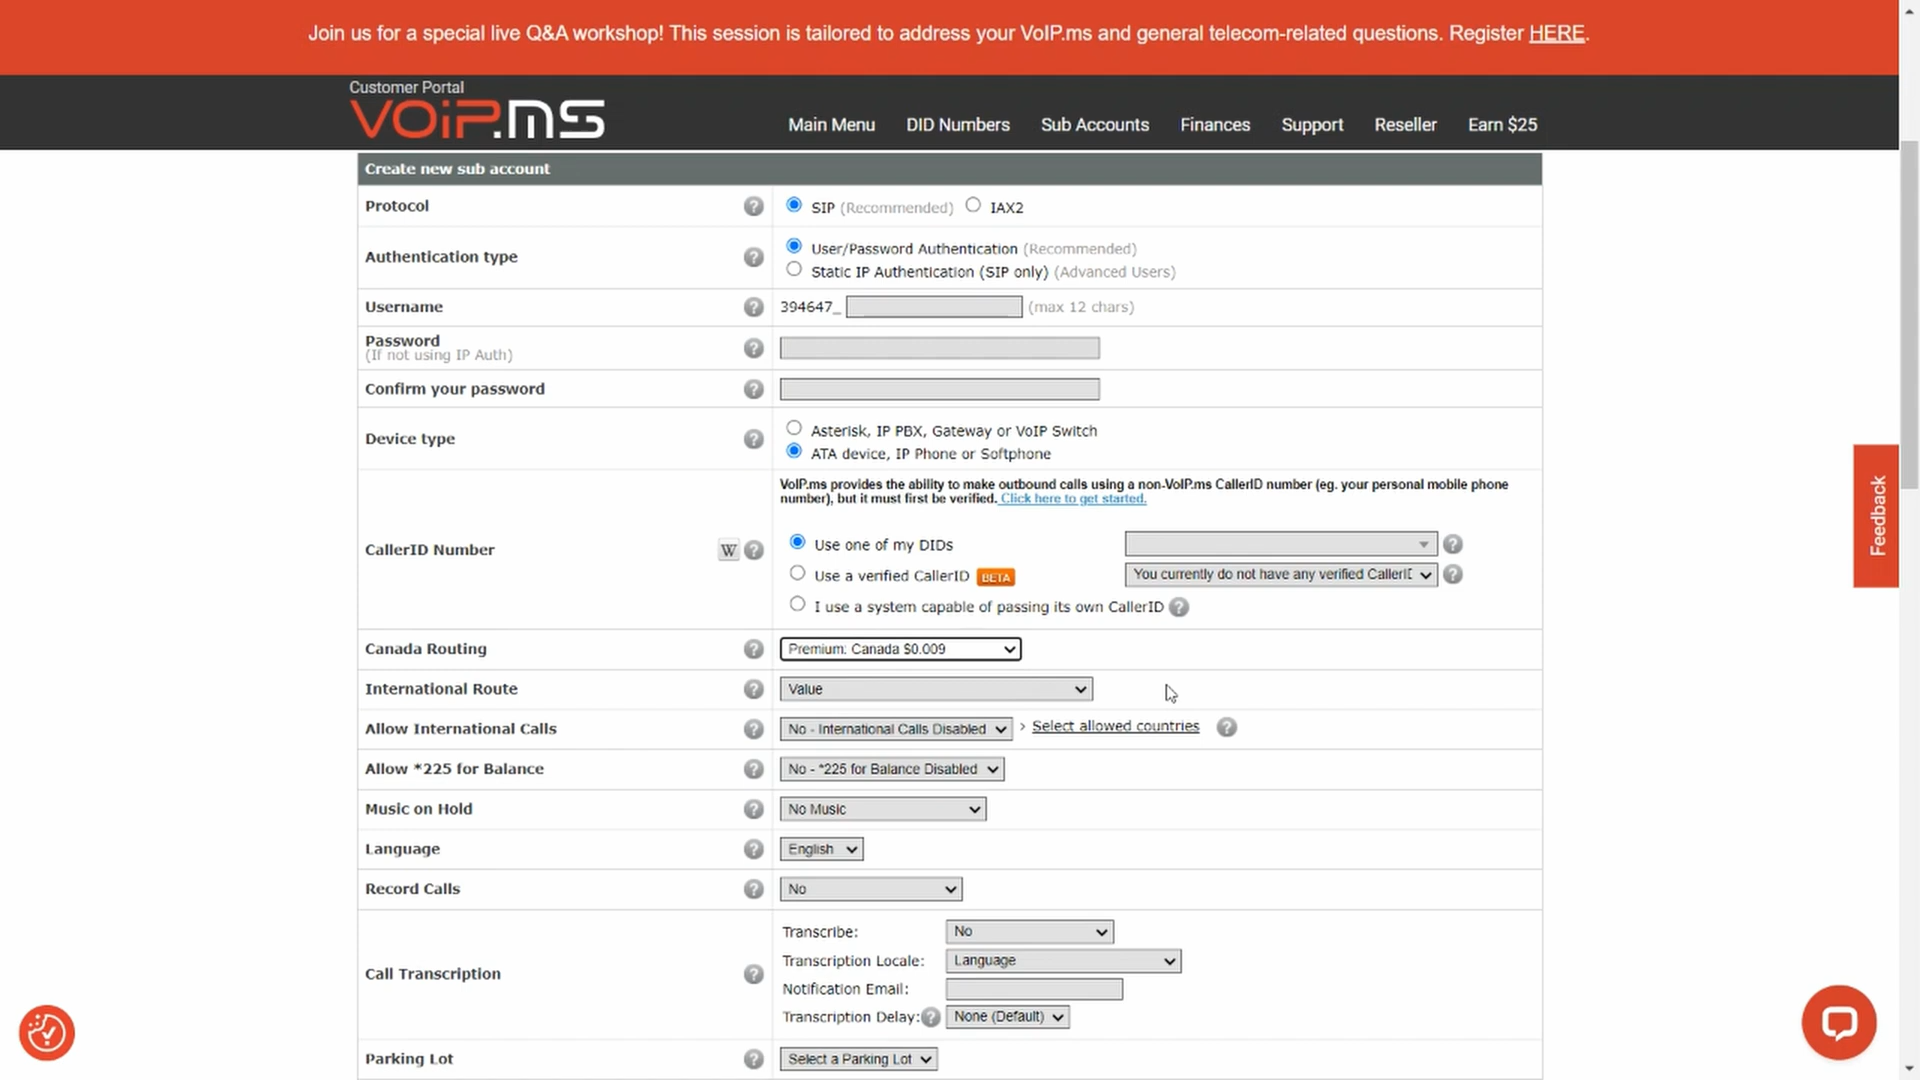 Join us for a special live Q&A workshop! This session is tailored to address your VoIP.ms and general telecom-related questions. Register HERE.
Customer Portal
VOIP.MS
Main Menu DID Numbers Sub Accounts Finances Support Reseller Earn $25
Create new sub account
Protocol ? SIP (Recommended) IAX2
Authentication type ? User/Password Authentication (Recommended)
Static IP Authentication (SIP only) (Advanced Users)
Username ? 394647_ (max 12 chars)
Password
(If not using IP Auth) ?
Confirm your password ?
Device type ? Asterisk, IP PBX, Gateway or VoIP Switch
ATA device, IP Phone or Softphone
VoIP.ms provides the ability to make outbound calls using a non-VoIP.ms CallerID number (eg. your personal mobile phone
number), but it must first be verified. Click here to get started.
CallerID Number W ?
Use one of my DIDs ?
Use a verified CallerID BETA You currently do not have any verified CallerID ?
I use a system capable of passing its own CallerID ?
Canada Routing ? Premium: Canada $0.009
International Route ? Value
Allow International Calls ? No - International Calls Disabled > Select allowed countries ?
Allow *225 for Balance ? No - *225 for Balance Disabled
Music on Hold ? No Music
Language ? English
Record Calls ? No
Call Transcription ?
Transcribe: No
Transcription Locale: Language
Notification Email:
Transcription Delay: ? None (Default)
Parking Lot ? Select a Parking Lot
Feedback